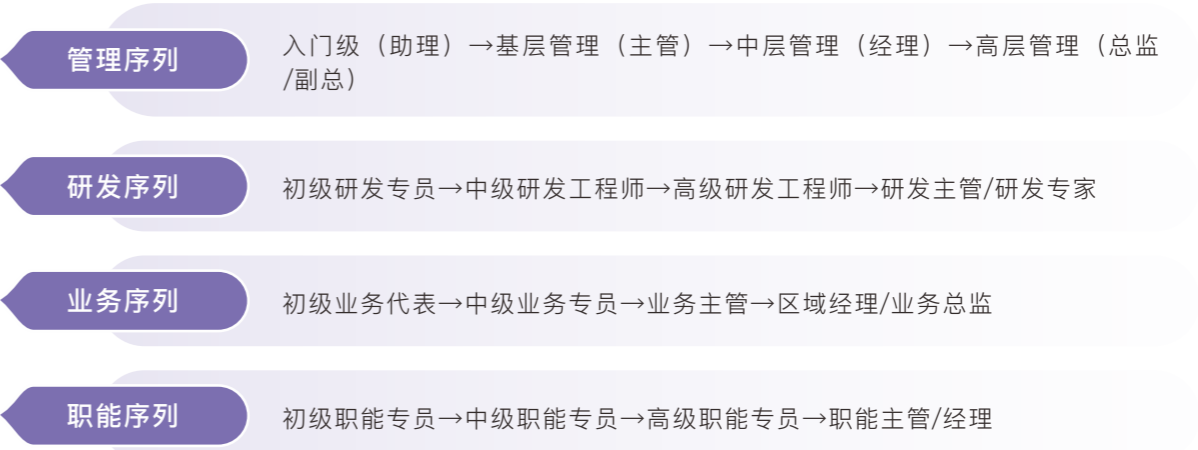 管理序列
入门级（助理）→基层管理（主管）→中层管理（经理）→高层管理（总监
/副总）
研发序列
初级研发专员→中级研发工程师→高级研发工程师→研发主管/研发专家
业务序列
初级业务代表→中级业务专员→业务主管→区域经理/业务总监
职能序列
初级职能专员→中级职能专员→高级职能专员→职能主管/经理